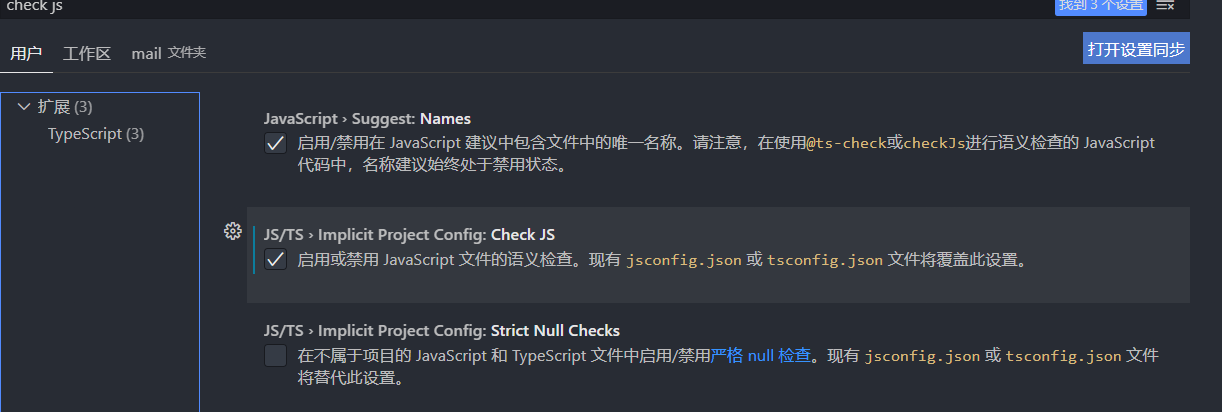 check js
找到 3 个设置
用户 工作区 mail 文件夹
打开设置同步
扩展 (3)
TypeScript (3)
JavaScript › Suggest: Names
启用/禁用在 JavaScript 建议中包含文件中的唯一名称。请注意，在使用@ts-check或checkJs进行语义检查的 JavaScript
代码中，名称建议始终处于禁用状态。
JS/TS › Implicit Project Config: Check JS
启用或禁用 JavaScript 文件的语义检查。现有 jsconfig.json 或 tsconfig.json 文件将覆盖此设置。
JS/TS › Implicit Project Config: Strict Null Checks
在不属于项目的 JavaScript 和 TypeScript 文件中启用/禁用严格 null 检查。现有 jsconfig.json 或 tsconfig.json 文件
将替代此设置。